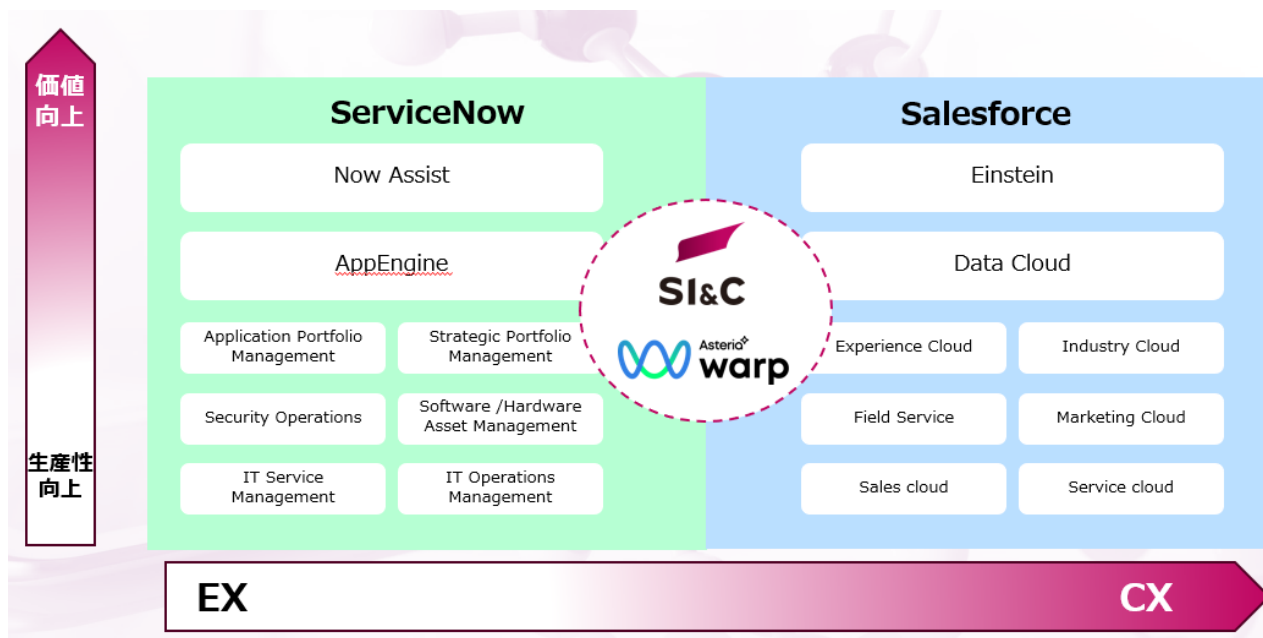 価値
向上
生産性
向上
ServiceNow
Now Assist
AppEngine
Application Portfolio
Management
Strategic Portfolio
Management
Security Operations
Software /Hardware
Asset Management
IT Service
Management
IT Operations
Management
SI&C
Asteria
warp
Salesforce
Einstein
Data Cloud
Experience Cloud
Industry Cloud
Field Service
Marketing Cloud
Sales cloud
Service cloud
EX
CX